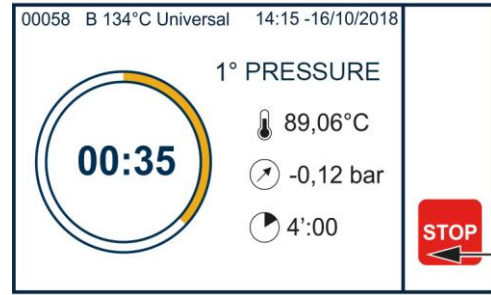 00058 B 134°C Universal 14:15 -16/10/2018
1° PRESSURE
89,06°C
00:35
-0,12 bar
4':00
STOP